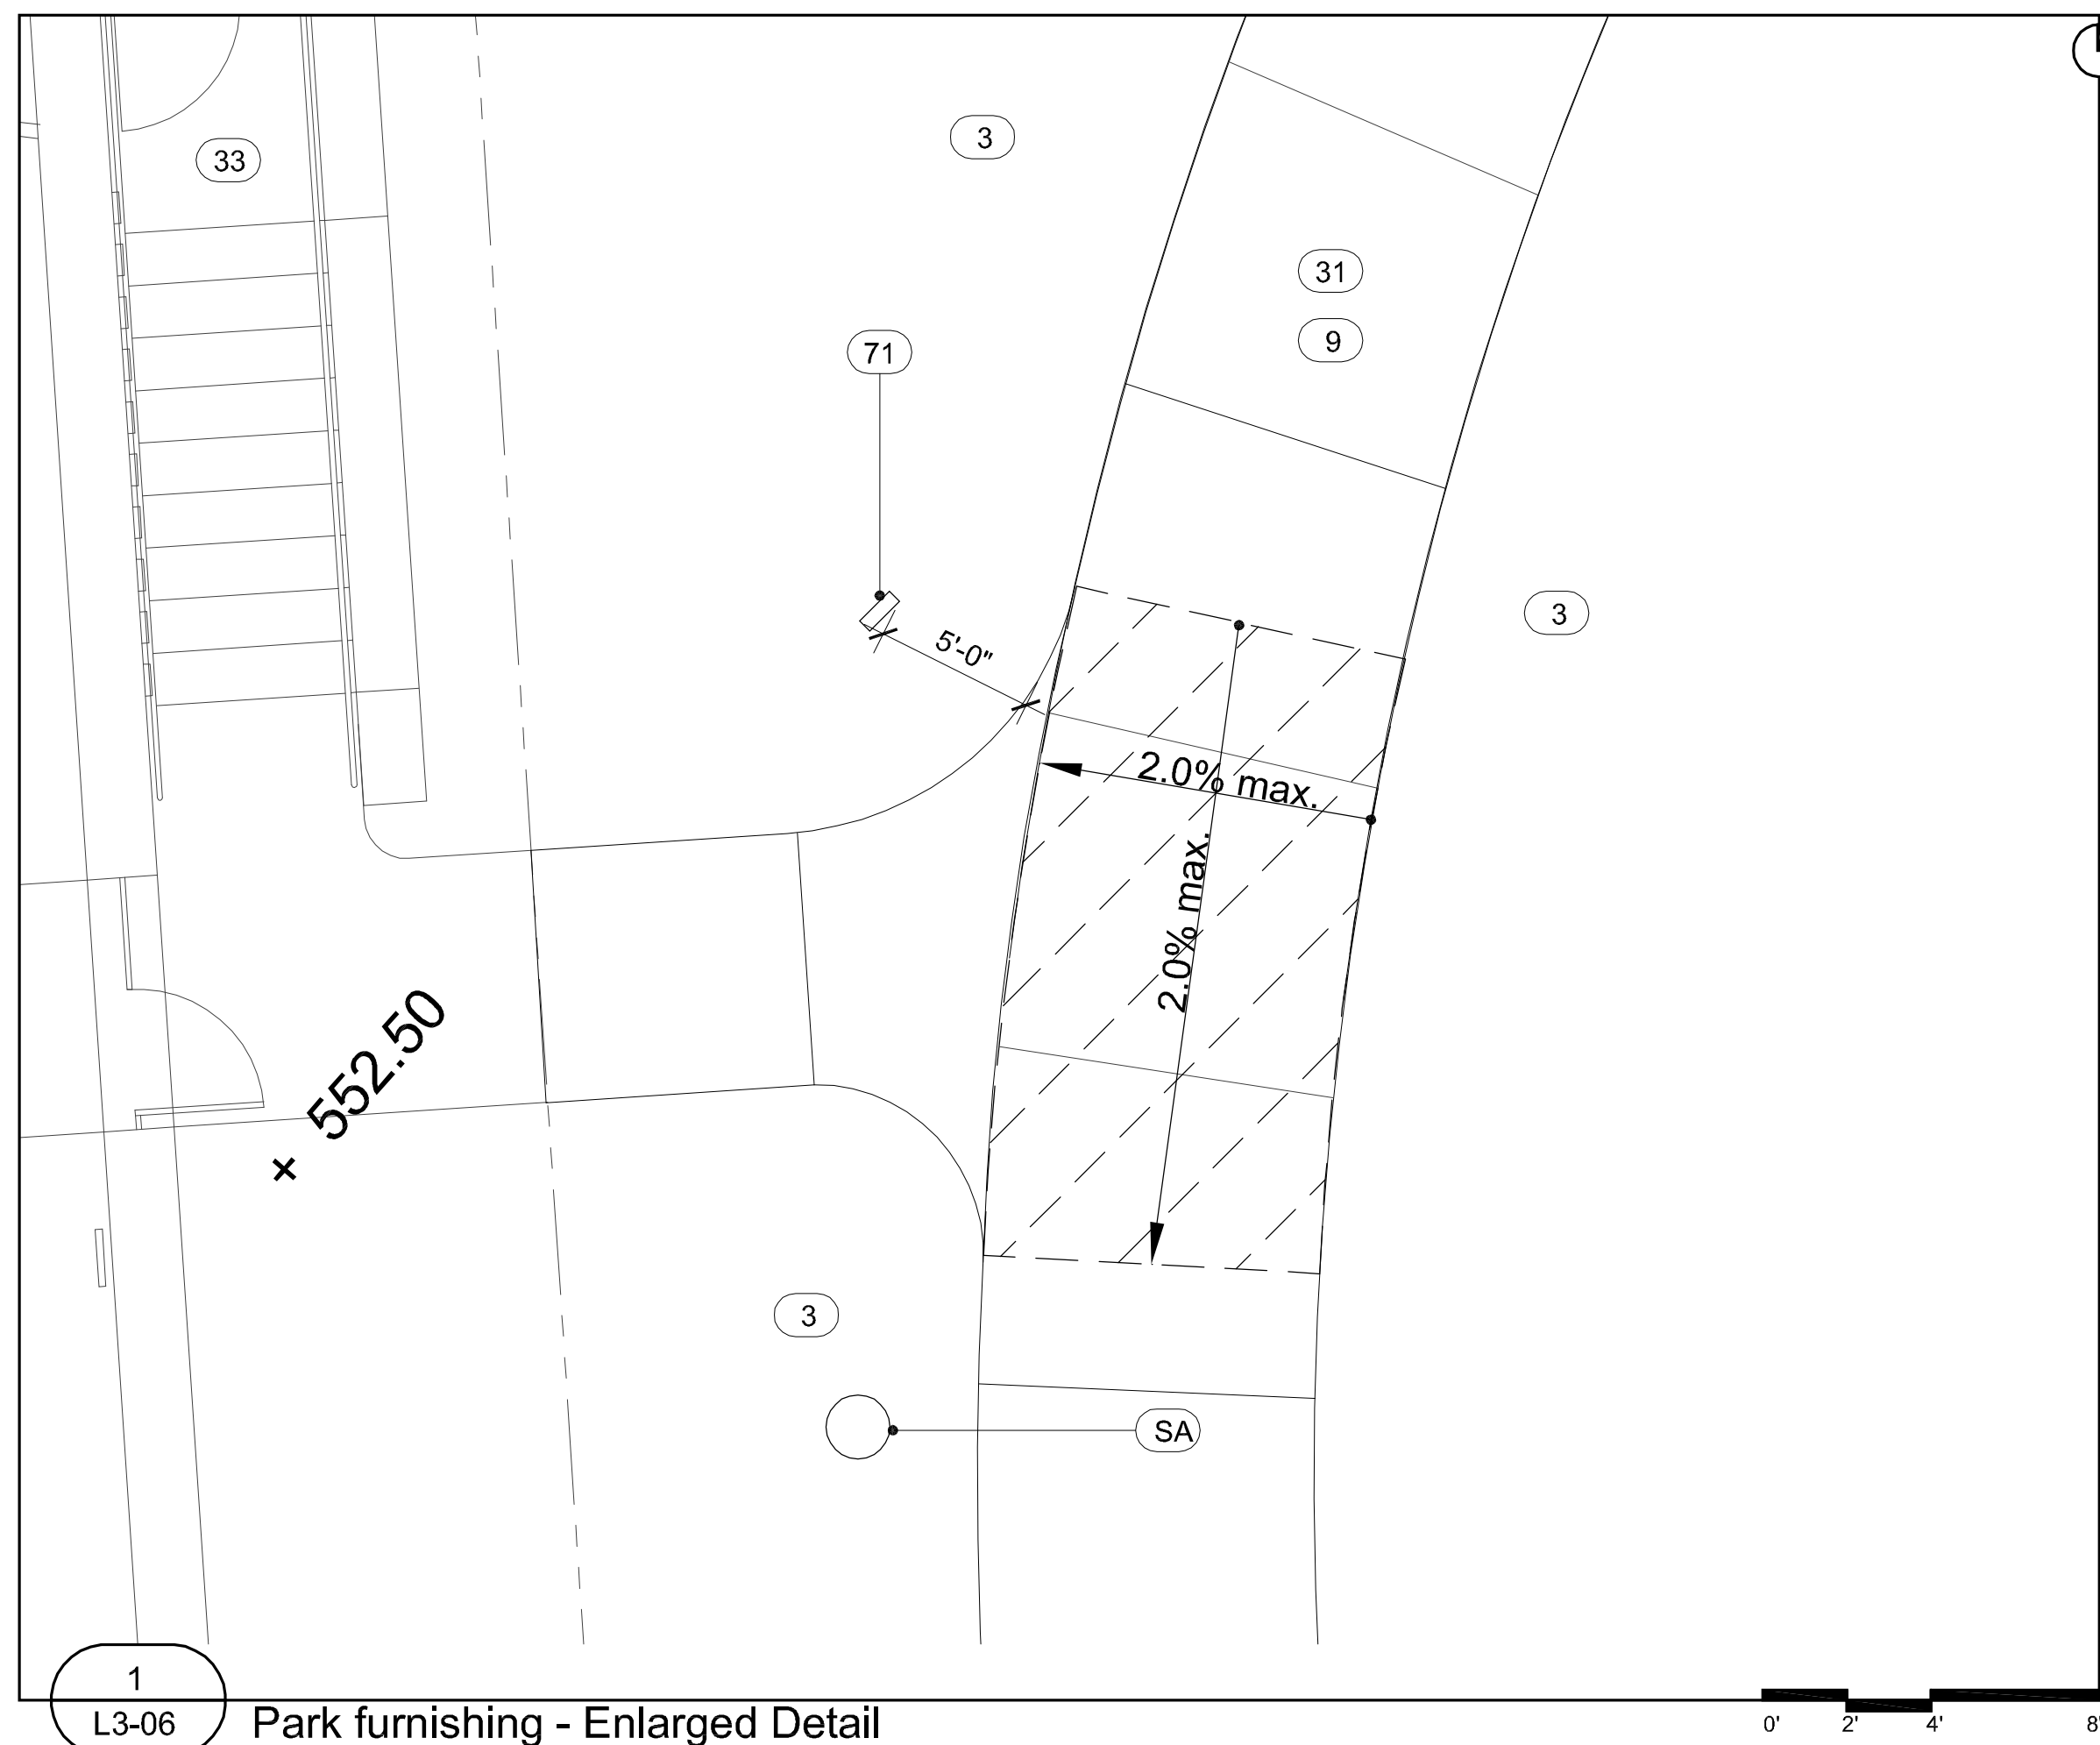 33
3
31
9
71
5'-0"
3
2.0% max.
2.0% max.
× 552.50
3
SA
1
L3-06
Park furnishing - Enlarged Detail
0' 2' 4' 8'